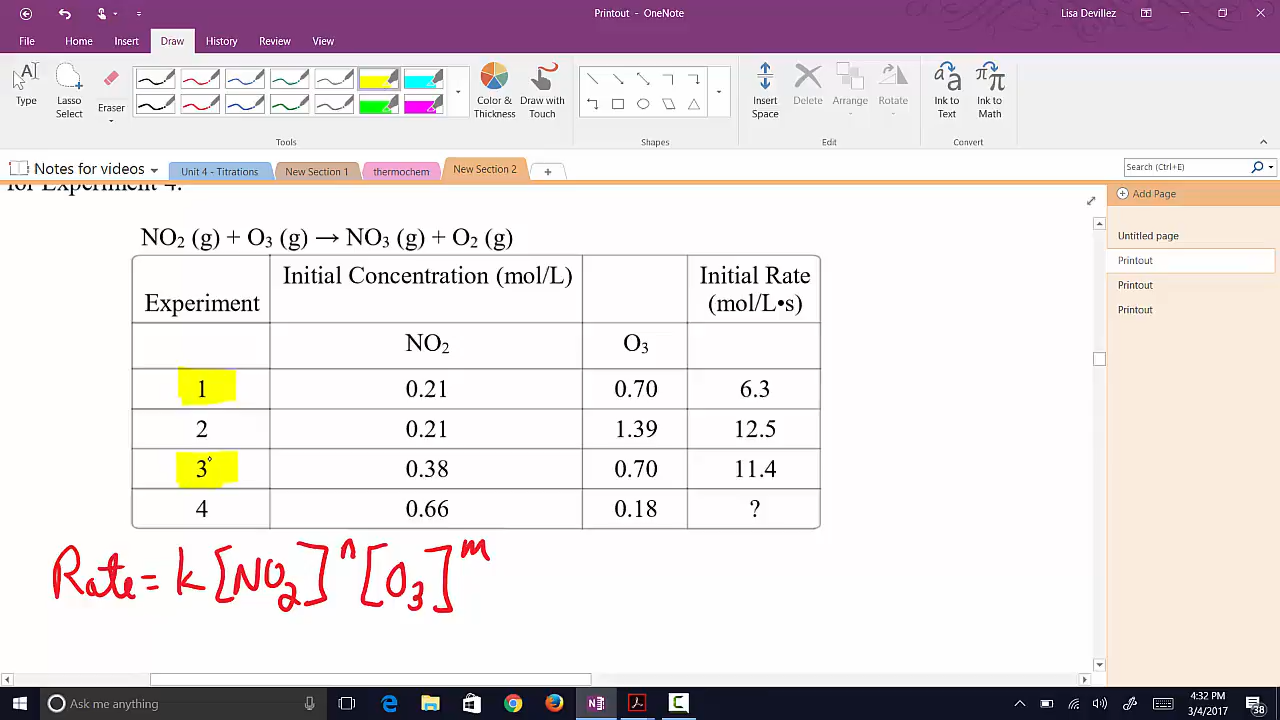 Printout - OneNote
Lisa Devillez
File Home Insert Draw History Review View
Type
Lasso Select
Eraser
Color & Thickness
Draw with Touch
Insert Space
Delete
Arrange
Rotate
Ink to Text
Ink to Math
Tools
Shapes
Edit
Convert
Notes for videos
Unit 4 - Titrations
New Section 1
thermochem
New Section 2
Search (Ctrl+E)
Add Page
Untitled page
Printout
Printout
Printout
for Experiment 4.
NO₂ (g) + O₃ (g) → NO₃ (g) + O₂ (g)
Experiment Initial Concentration (mol/L) Initial Rate (mol/L•s)
NO₂ O₃
1 0.21 0.70 6.3
2 0.21 1.39 12.5
3 0.38 0.70 11.4
4 0.66 0.18 ?
Rate = k[NO₂]ⁿ[O₃]ᵐ
Ask me anything
4:32 PM
3/4/2017
38